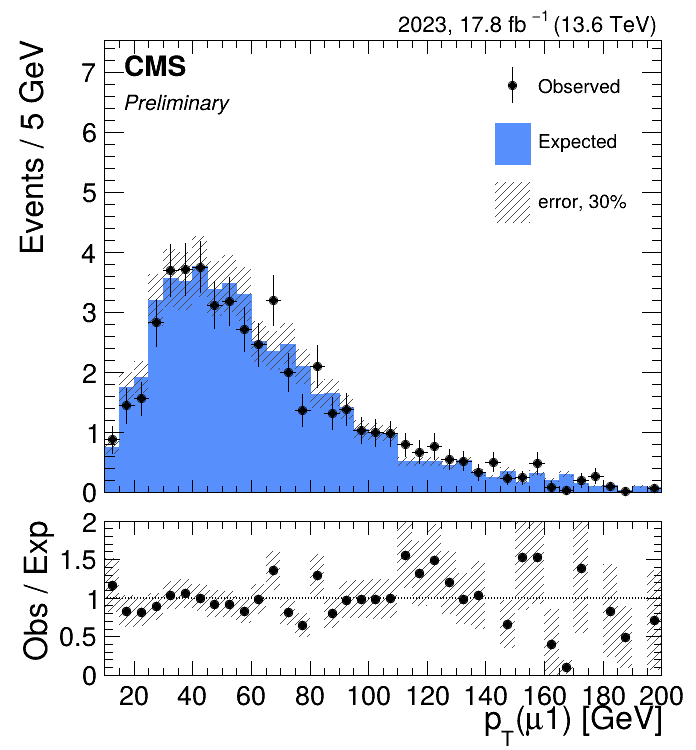 2023, 17.8 fb⁻¹ (13.6 TeV)
CMS
Preliminary
Observed
Expected
error, 30%
Events / 5 GeV
7
6
5
4
3
2
1
0
Obs / Exp
2
1.5
1
0.5
0
20 40 60 80 100 120 140 160 180 200
p_T(μ1) [GeV]